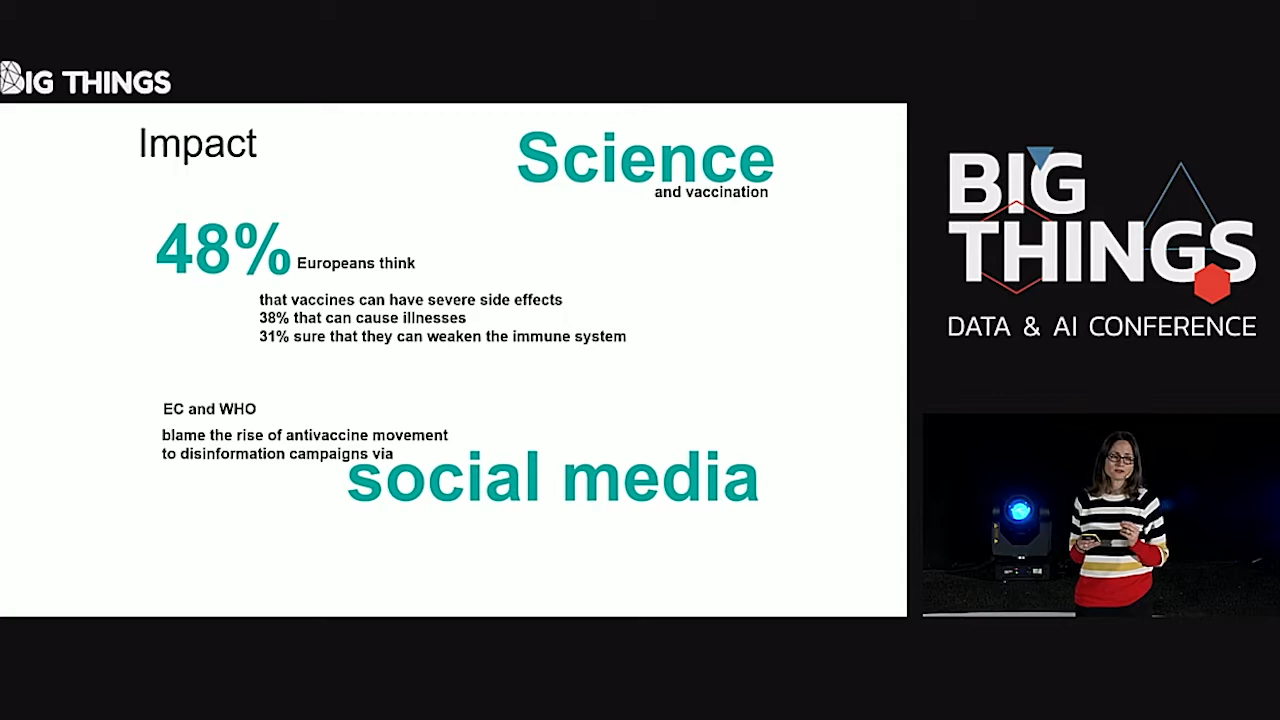 BIG THINGS
Impact
Science
and vaccination
48% Europeans think
that vaccines can have severe side effects
38% that can cause illnesses
31% sure that they can weaken the immune system
EC and WHO
blame the rise of antivaccine movement
to disinformation campaigns via
social media
BIG
THINGS
DATA & AI CONFERENCE